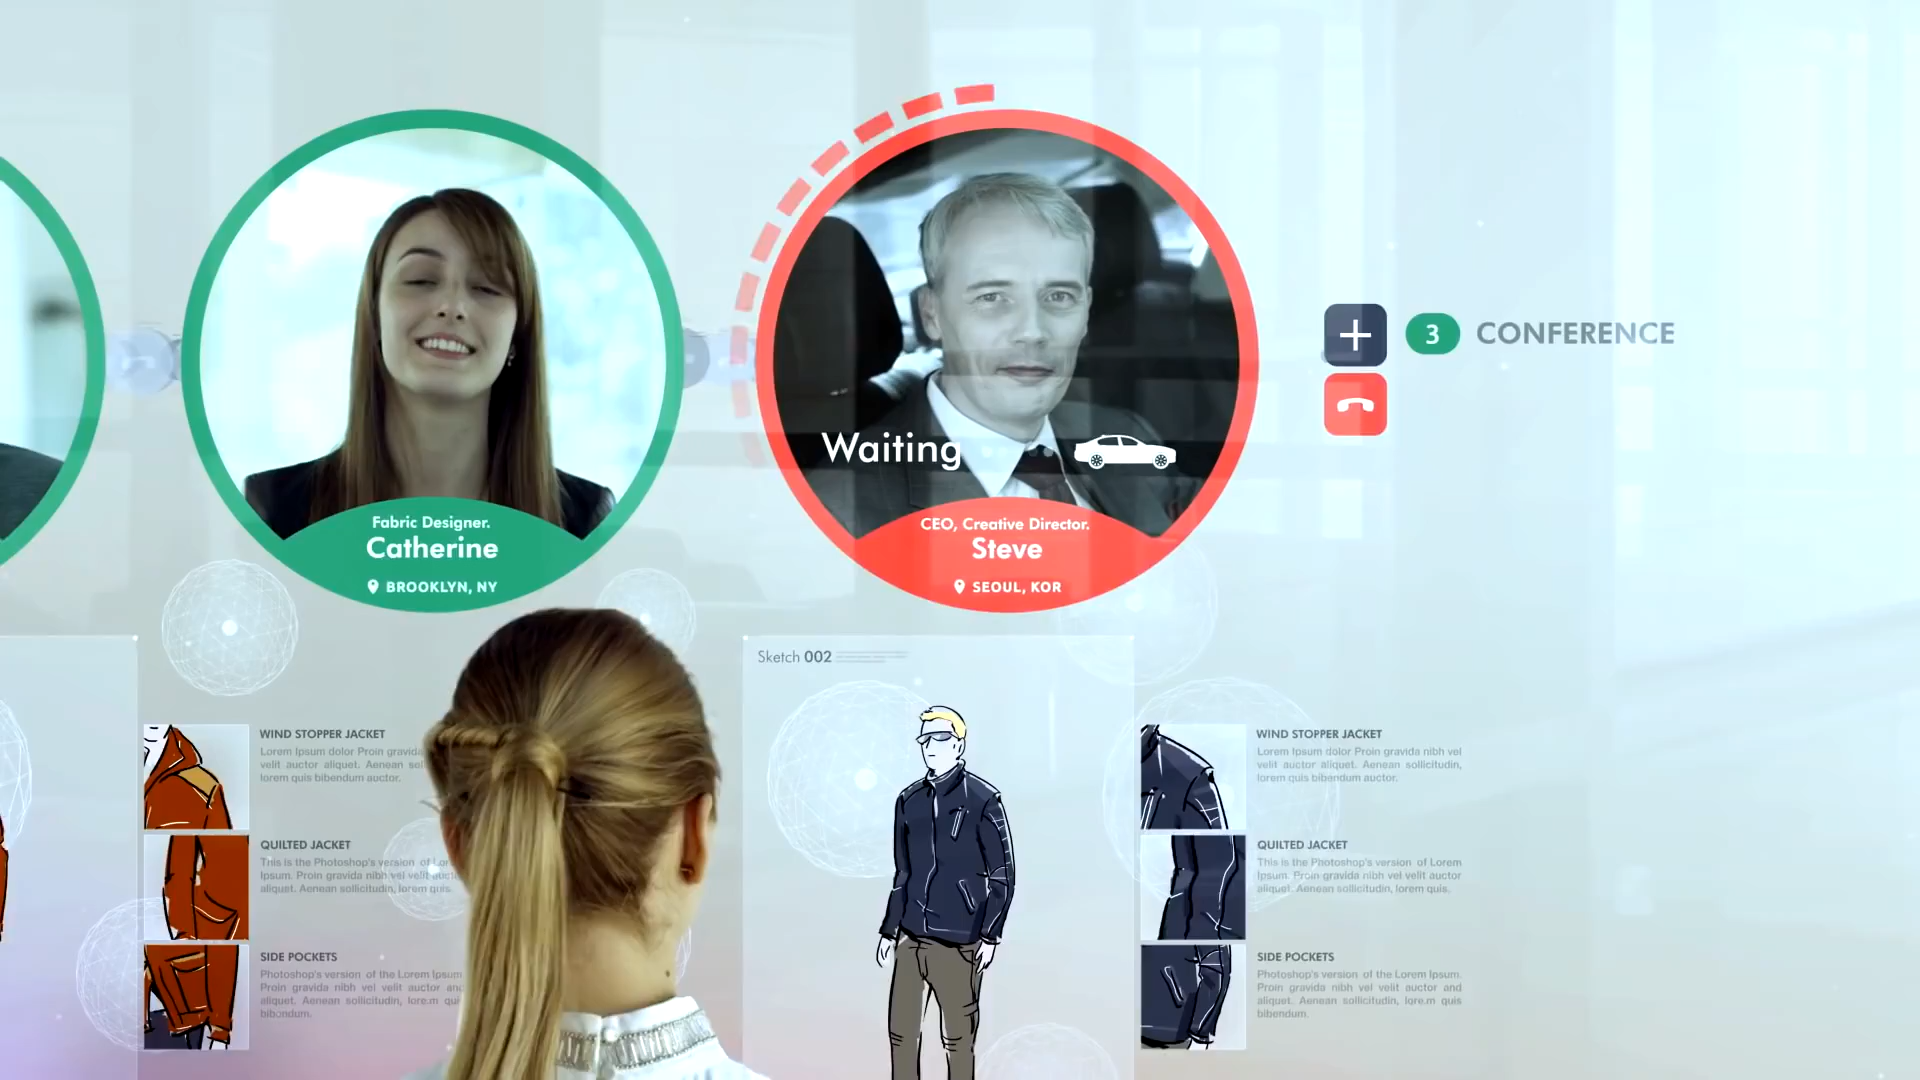 3 CONFERENCE
Waiting
Fabric Designer.
Catherine
BROOKLYN, NY
CEO, Creative Director.
Steve
SEOUL, KOR
Sketch 002
WIND STOPPER JACKET
Lorem Ipsum dolor Proin gravida
velit auctor aliquet. Aenean
lorem quis bibendum auctor.
QUILTED JACKET
This is the Photoshop's version of
Ipsum. Proin gravida nibh vel velit
aliquet. Aenean sollicitudin, lorem quis.
SIDE POCKETS
Photoshop's version of the Lorem Ipsum
Proin gravida nibh vel velit auctor and
aliquet. Aenean sollicitudin, lore.m quis
bibendum.
WIND STOPPER JACKET
Lorem Ipsum dolor Proin gravida nibh vel
velit auctor aliquet. Aenean sollicitudin,
lorem quis bibendum auctor.
QUILTED JACKET
This is the Photoshop's version of Lorem
Ipsum. Proin gravida nibh vel velit auctor
aliquet. Aenean sollicitudin, lorem quis.
SIDE POCKETS
Photoshop's version of the Lorem Ipsum.
Proin gravida nibh vel velit auctor and
aliquet. Aenean sollicitudin, lore.m quis
bibendum.